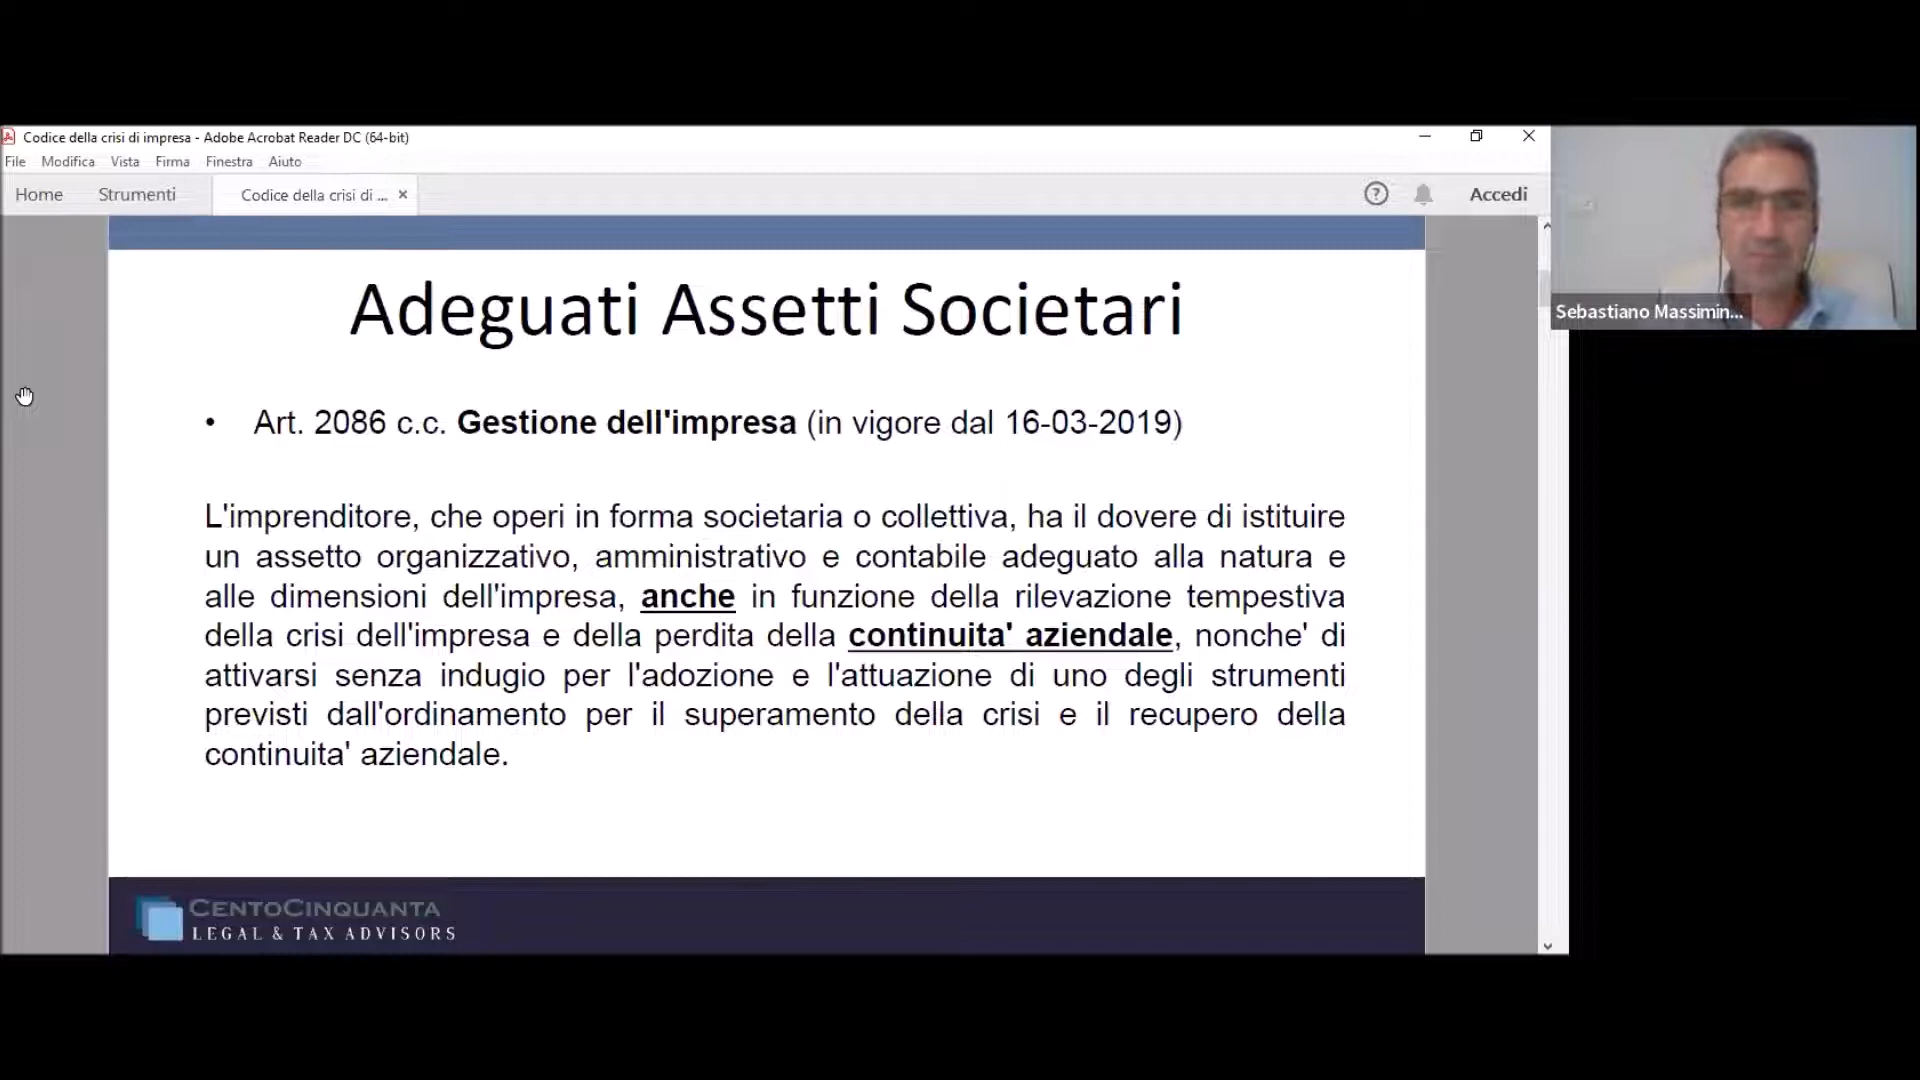 Codice della crisi di impresa - Adobe Acrobat Reader DC (64-bit)
File Modifica Vista Firma Finestra Aiuto
Home Strumenti Codice della crisi di ... Accedi
Adeguati Assetti Societari
• Art. 2086 c.c. Gestione dell'impresa (in vigore dal 16-03-2019)
L'imprenditore, che operi in forma societaria o collettiva, ha il dovere di istituire
un assetto organizzativo, amministrativo e contabile adeguato alla natura e
alle dimensioni dell'impresa, anche in funzione della rilevazione tempestiva
della crisi dell'impresa e della perdita della continuita' aziendale, nonche' di
attivarsi senza indugio per l'adozione e l'attuazione di uno degli strumenti
previsti dall'ordinamento per il superamento della crisi e il recupero della
continuita' aziendale.
CENTOCINQUANTA
LEGAL & TAX ADVISORS
Sebastiano Massimin...